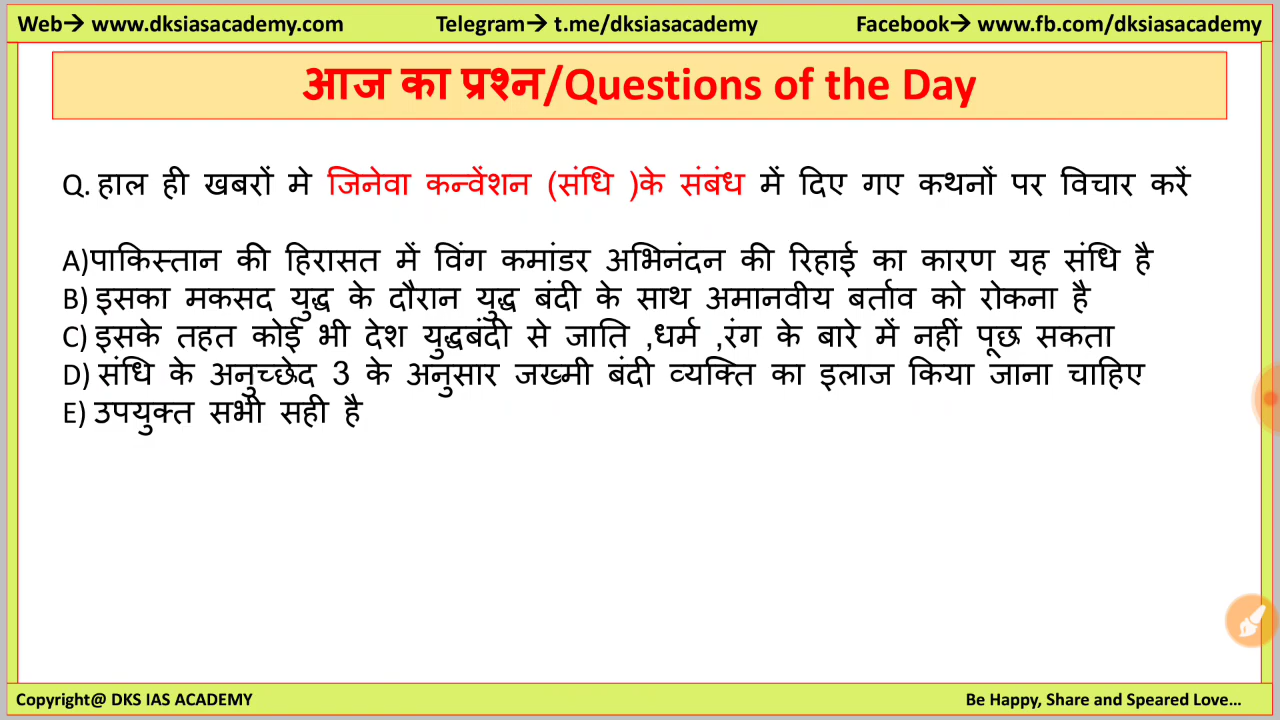 Web→ www.dksiasacademy.com Telegram→ t.me/dksiasacademy Facebook→ www.fb.com/dksiasacademy
आज का प्रश्न/Questions of the Day
Q. हाल ही खबरों मे जिनेवा कन्वेंशन (संधि )के संबंध में दिए गए कथनों पर विचार करें
A)पाकिस्तान की हिरासत में विंग कमांडर अभिनंदन की रिहाई का कारण यह संधि है
B) इसका मकसद युद्ध के दौरान युद्ध बंदी के साथ अमानवीय बर्ताव को रोकना है
C) इसके तहत कोई भी देश युद्धबंदी से जाति ,धर्म ,रंग के बारे में नहीं पूछ सकता
D) संधि के अनुच्छेद 3 के अनुसार जख्मी बंदी व्यक्ति का इलाज किया जाना चाहिए
E) उपयुक्त सभी सही है
Copyright@ DKS IAS ACADEMY Be Happy, Share and Speared Love...